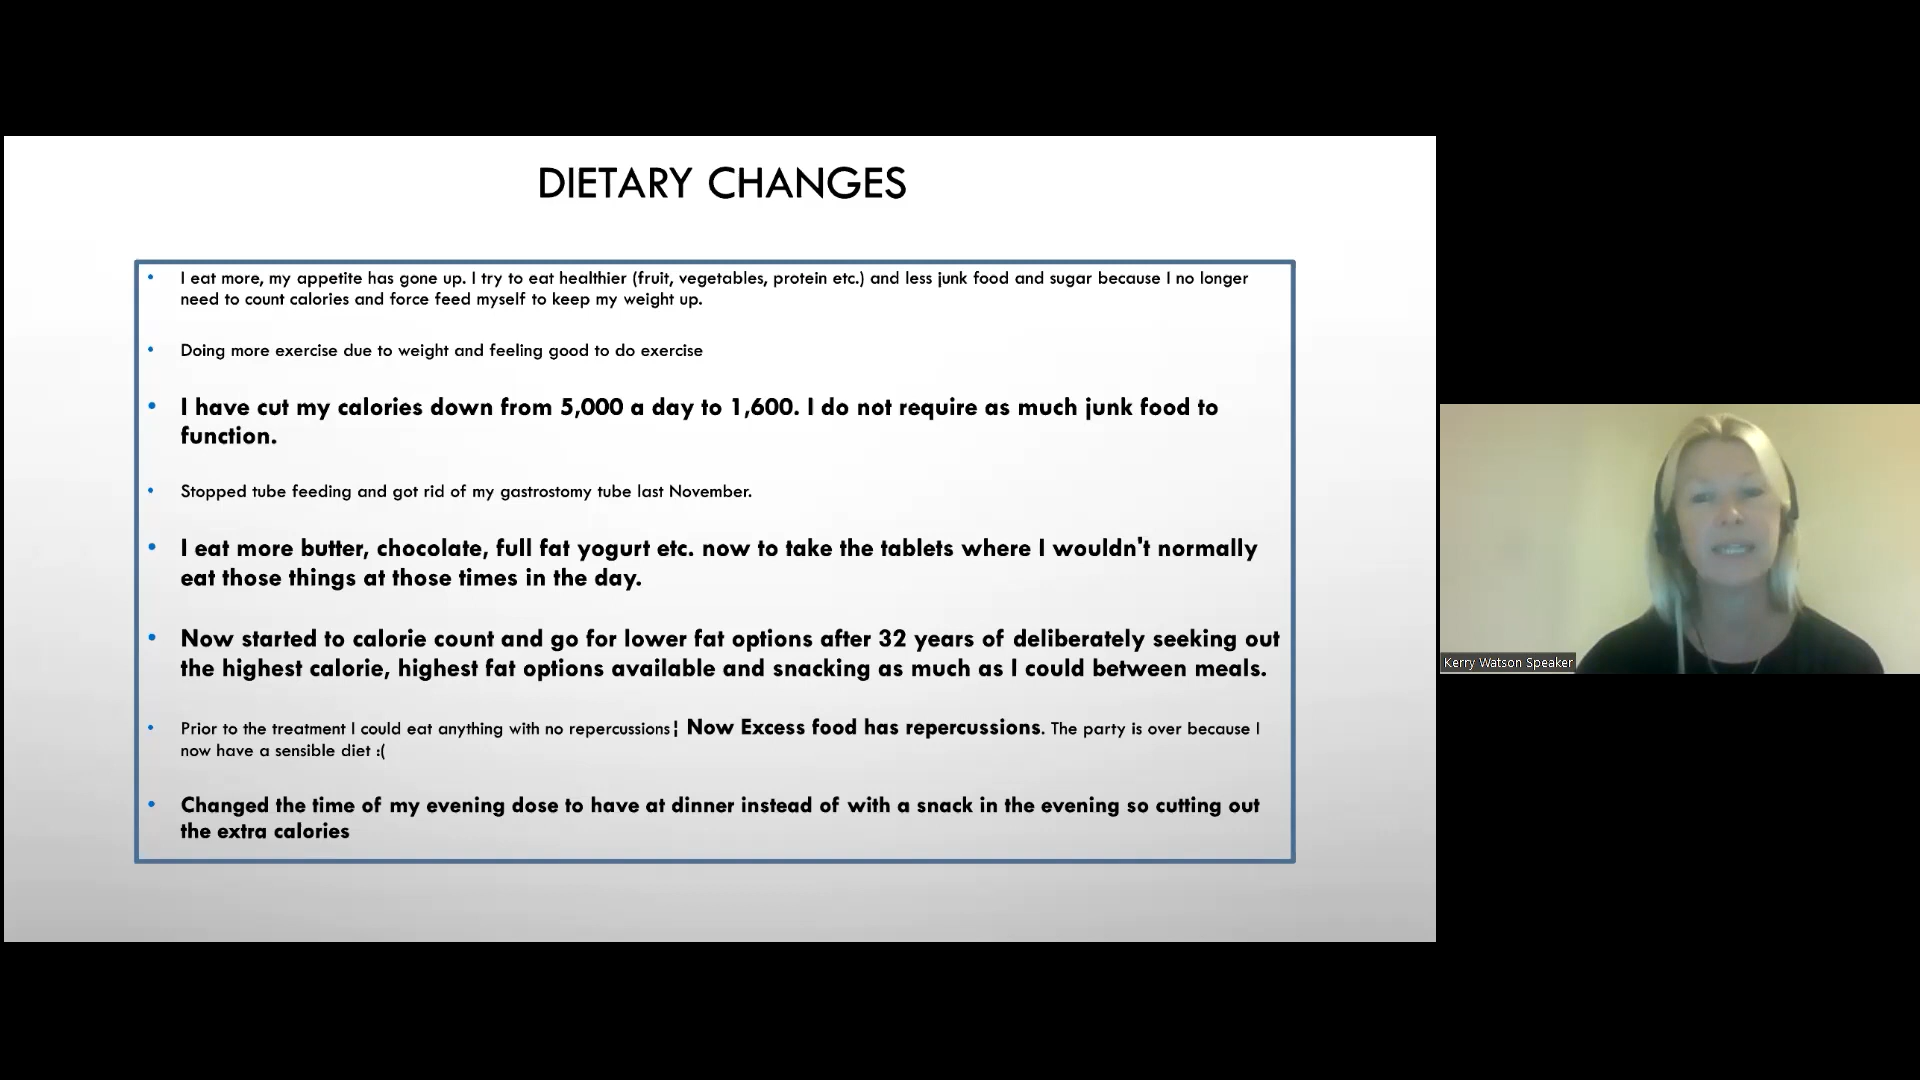 DIETARY CHANGES
• I eat more, my appetite has gone up. I try to eat healthier (fruit, vegetables, protein etc.) and less junk food and sugar because I no longer
need to count calories and force feed myself to keep my weight up.
• Doing more exercise due to weight and feeling good to do exercise
• I have cut my calories down from 5,000 a day to 1,600. I do not require as much junk food to
function.
• Stopped tube feeding and got rid of my gastrostomy tube last November.
• I eat more butter, chocolate, full fat yogurt etc. now to take the tablets where I wouldn't normally
eat those things at those times in the day.
• Now started to calorie count and go for lower fat options after 32 years of deliberately seeking out
the highest calorie, highest fat options available and snacking as much as I could between meals.
• Prior to the treatment I could eat anything with no repercussions¦ Now Excess food has repercussions. The party is over because I
now have a sensible diet :(
• Changed the time of my evening dose to have at dinner instead of with a snack in the evening so cutting out
the extra calories
Kerry Watson Speaker